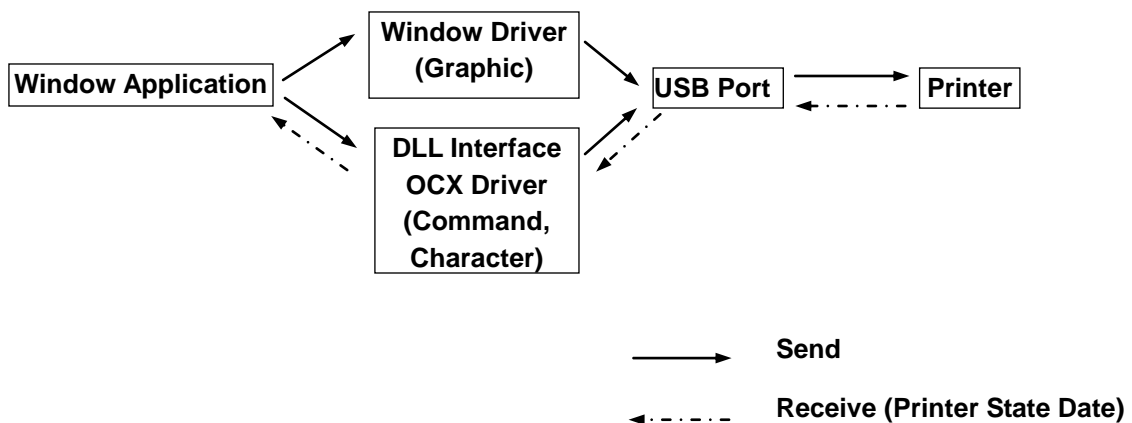 Window Driver
(Graphic)
Window Application
USB Port
Printer
DLL Interface
OCX Driver
(Command,
Character)
Send
Receive (Printer State Date)